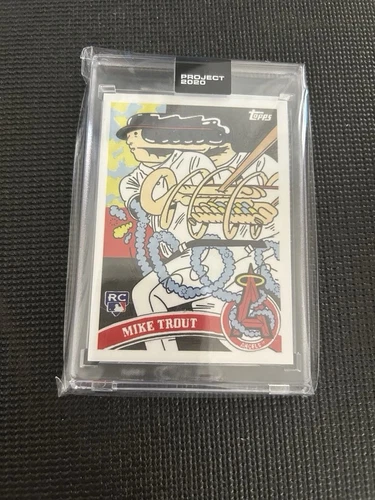 PROJECT
2020
TOPPS
RC
MIKE TROUT
ANGELS